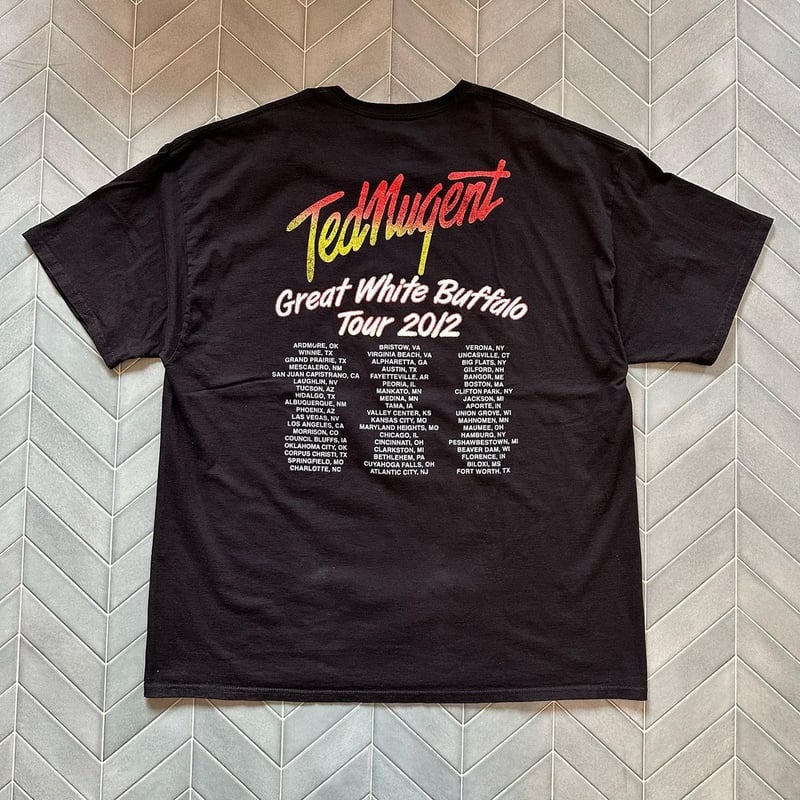 Ted Nugent
Great White Buffalo
Tour 2012
ARDMORE, OK
WINNIE, TX
GRAND PRAIRIE, TX
MESCALERO, NM
SAN JUAN CAPISTRANO, CA
LAUGHLIN, NV
TUCSON, AZ
HIDALGO, TX
ALBUQUERQUE, NM
PHOENIX, AZ
LAS VEGAS, NV
LOS ANGELES, CA
MORRISON, CO
COUNCIL BLUFFS, IA
OKLAHOMA CITY, OK
CORPUS CHRISTI, TX
SPRINGFIELD, MO
CHARLOTTE, NC
BRISTOW, VA
VIRGINIA BEACH, VA
ALPHARETTA, GA
AUSTIN, TX
FAYETTEVILLE, AR
PEORIA, IL
MANKATO, MN
MEDINA, MN
TAMA, IA
VALLEY CENTER, KS
KANSAS CITY, MO
MARYLAND HEIGHTS, MO
CHICAGO, IL
CINCINNATI, OH
CLARKSTON, MI
BETHLEHEM, PA
CUYAHOGA FALLS, OH
ATLANTIC CITY, NJ
VERONA, NY
UNCASVILLE, CT
BIG FLATS, NY
GILFORD, NH
BANGOR, ME
BOSTON, MA
CLIFTON PARK, NY
JACKSON, MI
APORTE, IN
UNION GROVE, WI
MAHNOMEN, MN
MAUMEE, OH
HAMBURG, NY
PESHAWBESTOWN, MI
BEAVER DAM, WI
FLORENCE, IN
BILOXI, MS
FORT WORTH, TX